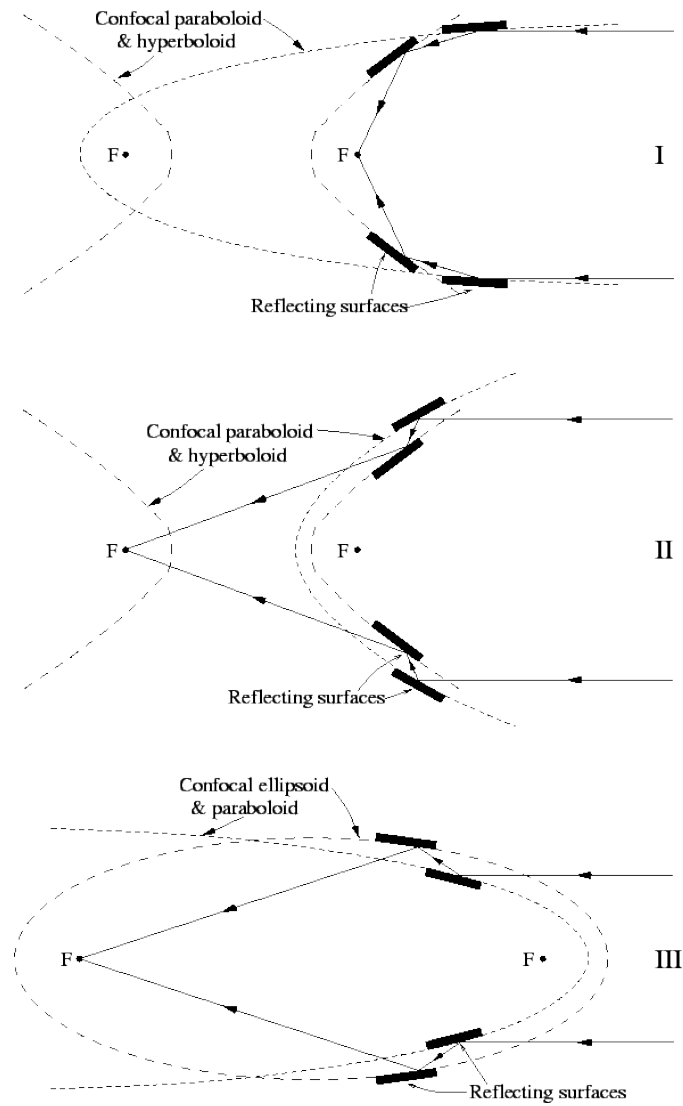 Confocal paraboloid
& hyperboloid
F
F
I
Reflecting surfaces
Confocal paraboloid
& hyperboloid
F
F
II
Reflecting surfaces
Confocal ellipsoid
& paraboloid
F
F
III
Reflecting surfaces